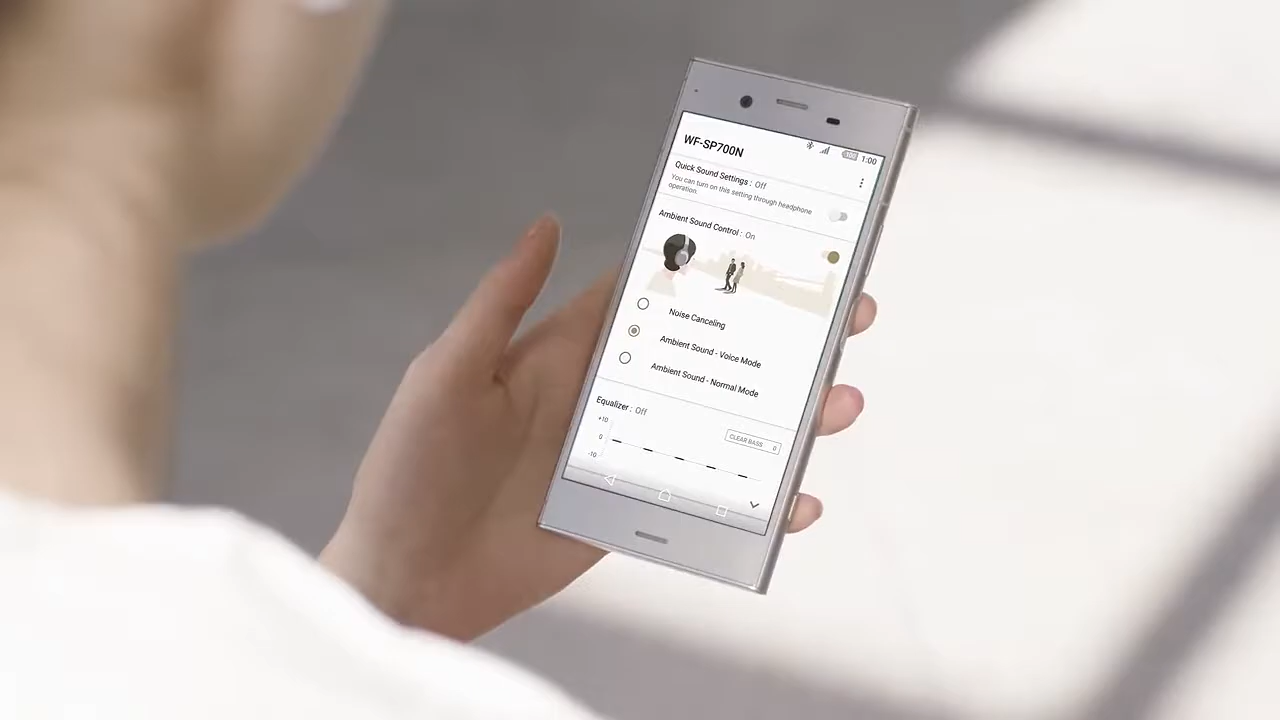 WF-SP700N
100 1:00
Quick Sound Settings : Off
You can turn on this setting through headphone
operation.
Ambient Sound Control : On
Noise Canceling
Ambient Sound - Voice Mode
Ambient Sound - Normal Mode
Equalizer : Off
CLEAR BASS 0
+10
0
-10